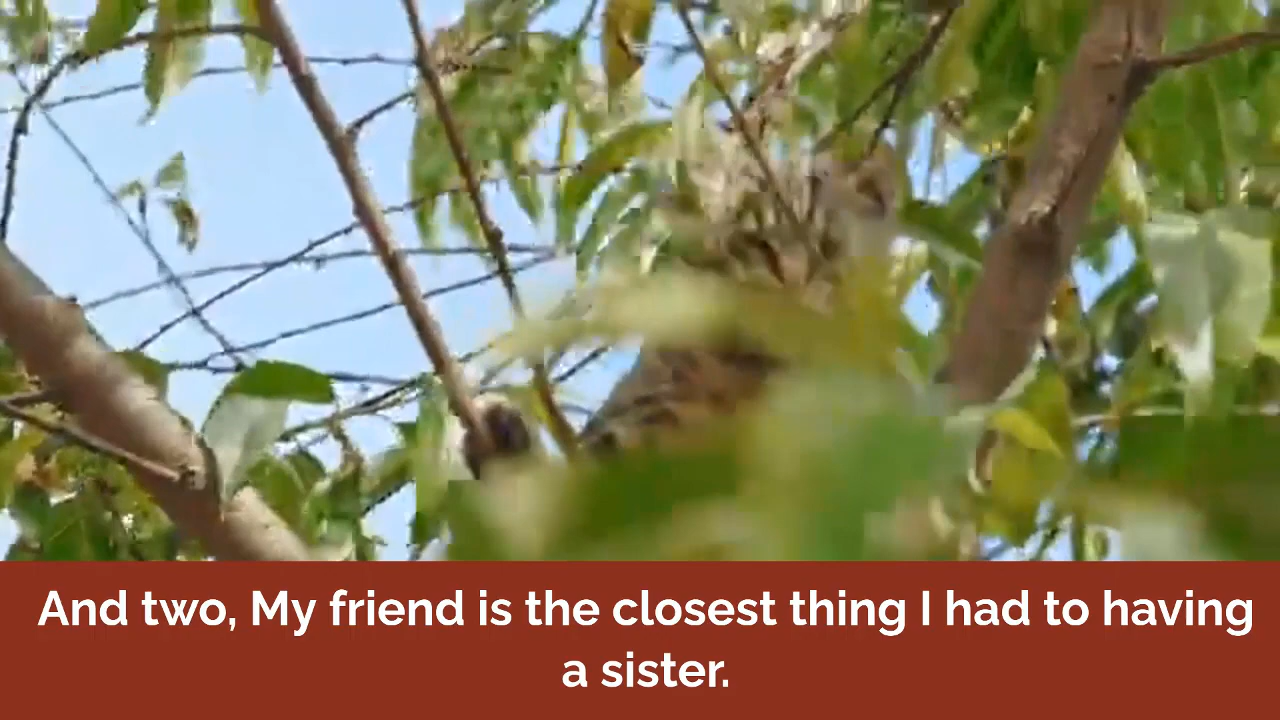 And two, My friend is the closest thing I had to having
a sister.